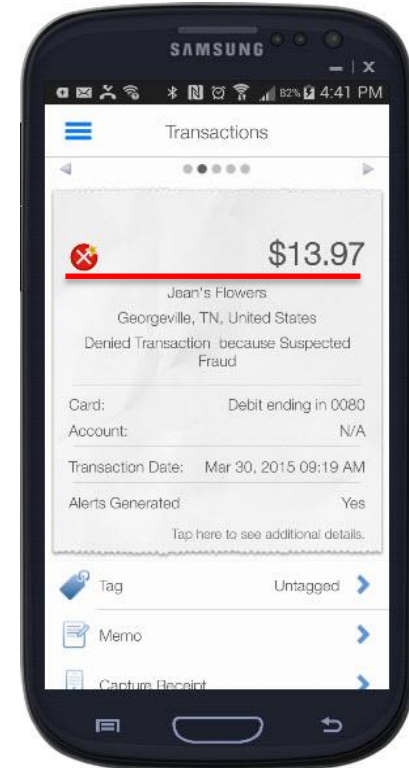 SAMSUNG
82% 4:41 PM
Transactions
$13.97
Jean's Flowers
Georgeville, TN, United States
Denied Transaction because Suspected
Fraud
Card: Debit ending in 0080
Account: N/A
Transaction Date: Mar 30, 2015 09:19 AM
Alerts Generated Yes
Tap here to see additional details.
Tag Untagged
Memo
Capture Receipt